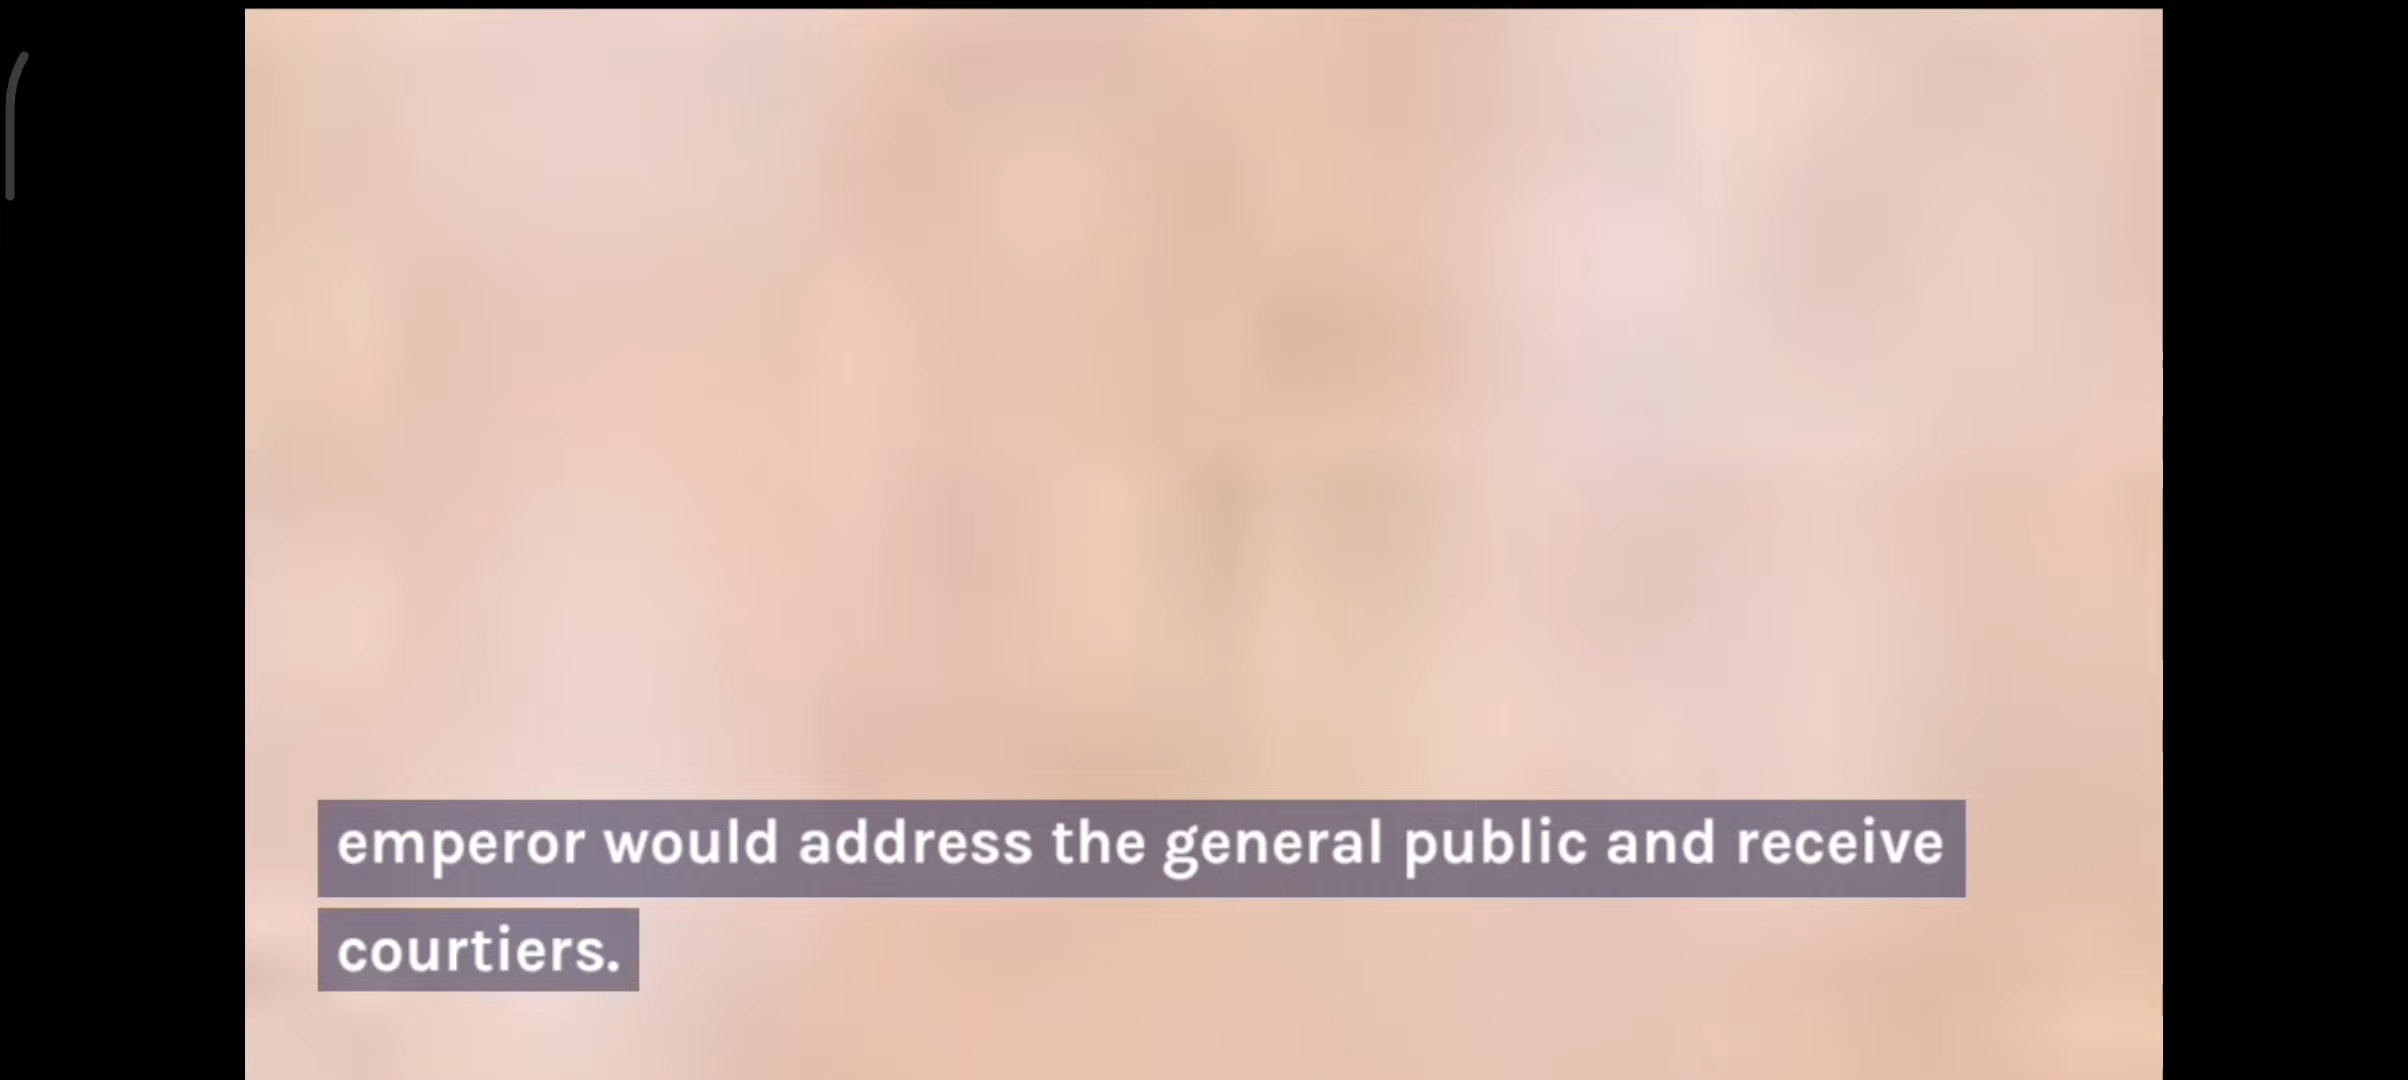 emperor would address the general public and receive
courtiers.